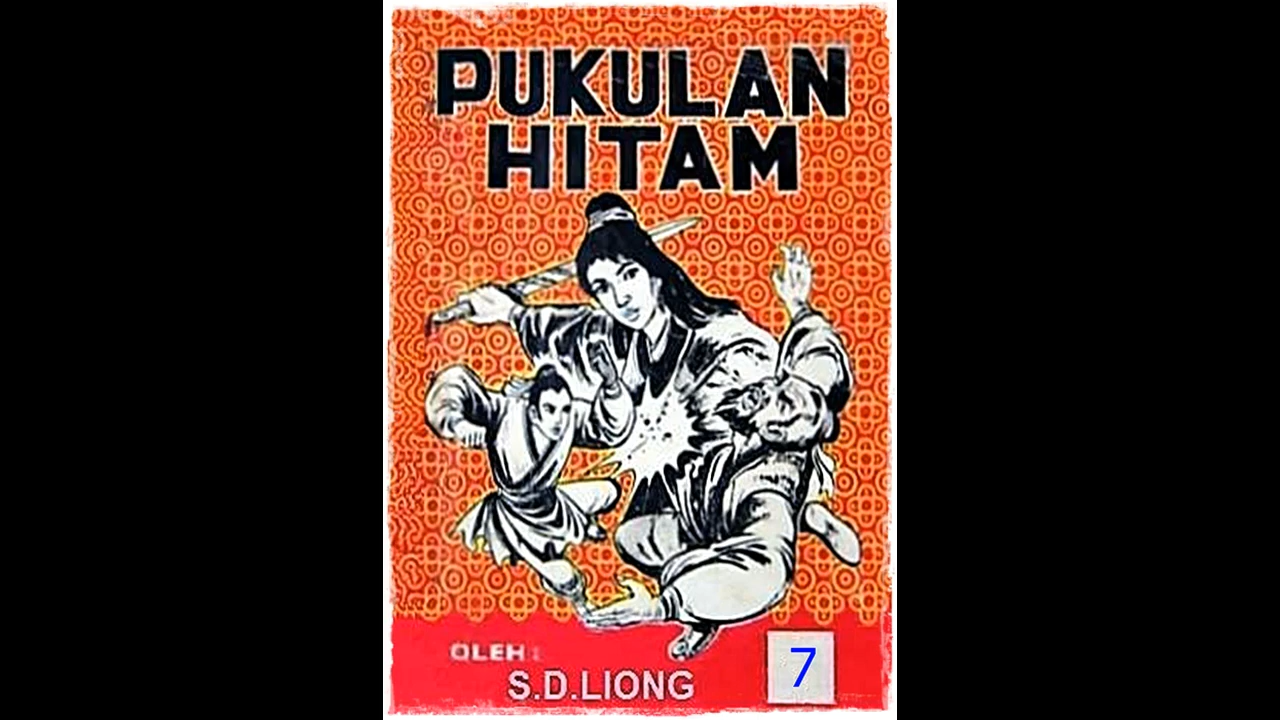 PUKULAN
HITAM
OLEH :
S.D.LIONG
7